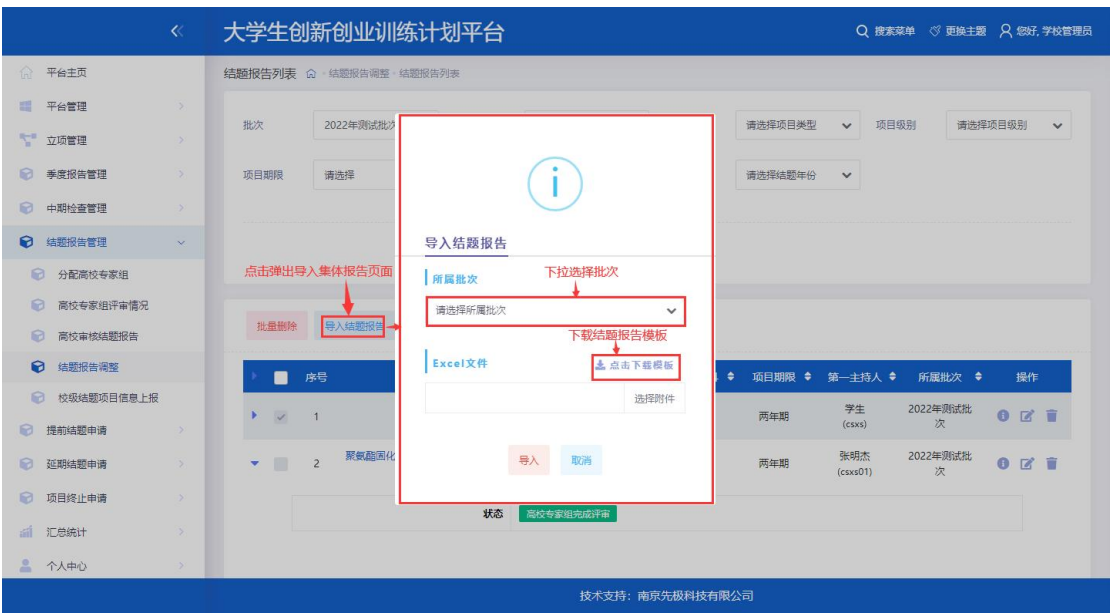 大学生创新创业训练计划平台
搜索菜单 更换主题 您好, 学校管理员
平台主页
平台管理
立项管理
季度报告管理
中期检查管理
结题报告管理
分配高校专家组
高校专家组评审情况
高校审核结题报告
结题报告调整
校级结题项目信息上报
提前结题申请
延期结题申请
项目终止申请
汇总统计
个人中心
结题报告列表 - 结题报告调整 - 结题报告列表
批次 2022年测试批次 请选择项目类型 项目级别 请选择项目级别
项目期限 请选择 请选择结题年份
点击弹出导入集体报告页面
批量删除 导入结题报告
导入结题报告
所属批次 下拉选择批次
请选择所属批次
下载结题报告模板
Excel文件 点击下载模板
选择附件
导入 取消
序号 项目期限 第一主持人 所属批次 操作
1 两年期 学生 (csxs) 2022年测试批次
2 聚氨酯固化 两年期 张明杰 (csxs01) 2022年测试批次
状态 高校专家组完成评审
技术支持：南京先极科技有限公司